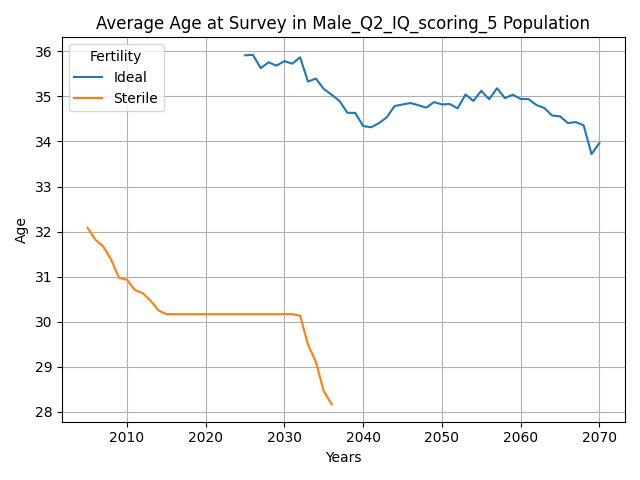 Average Age at Survey in Male_Q2_IQ_scoring_5 Population
Fertility
Ideal
Sterile
Age
36
35
34
33
32
31
30
29
28
2010 2020 2030 2040 2050 2060 2070
Years